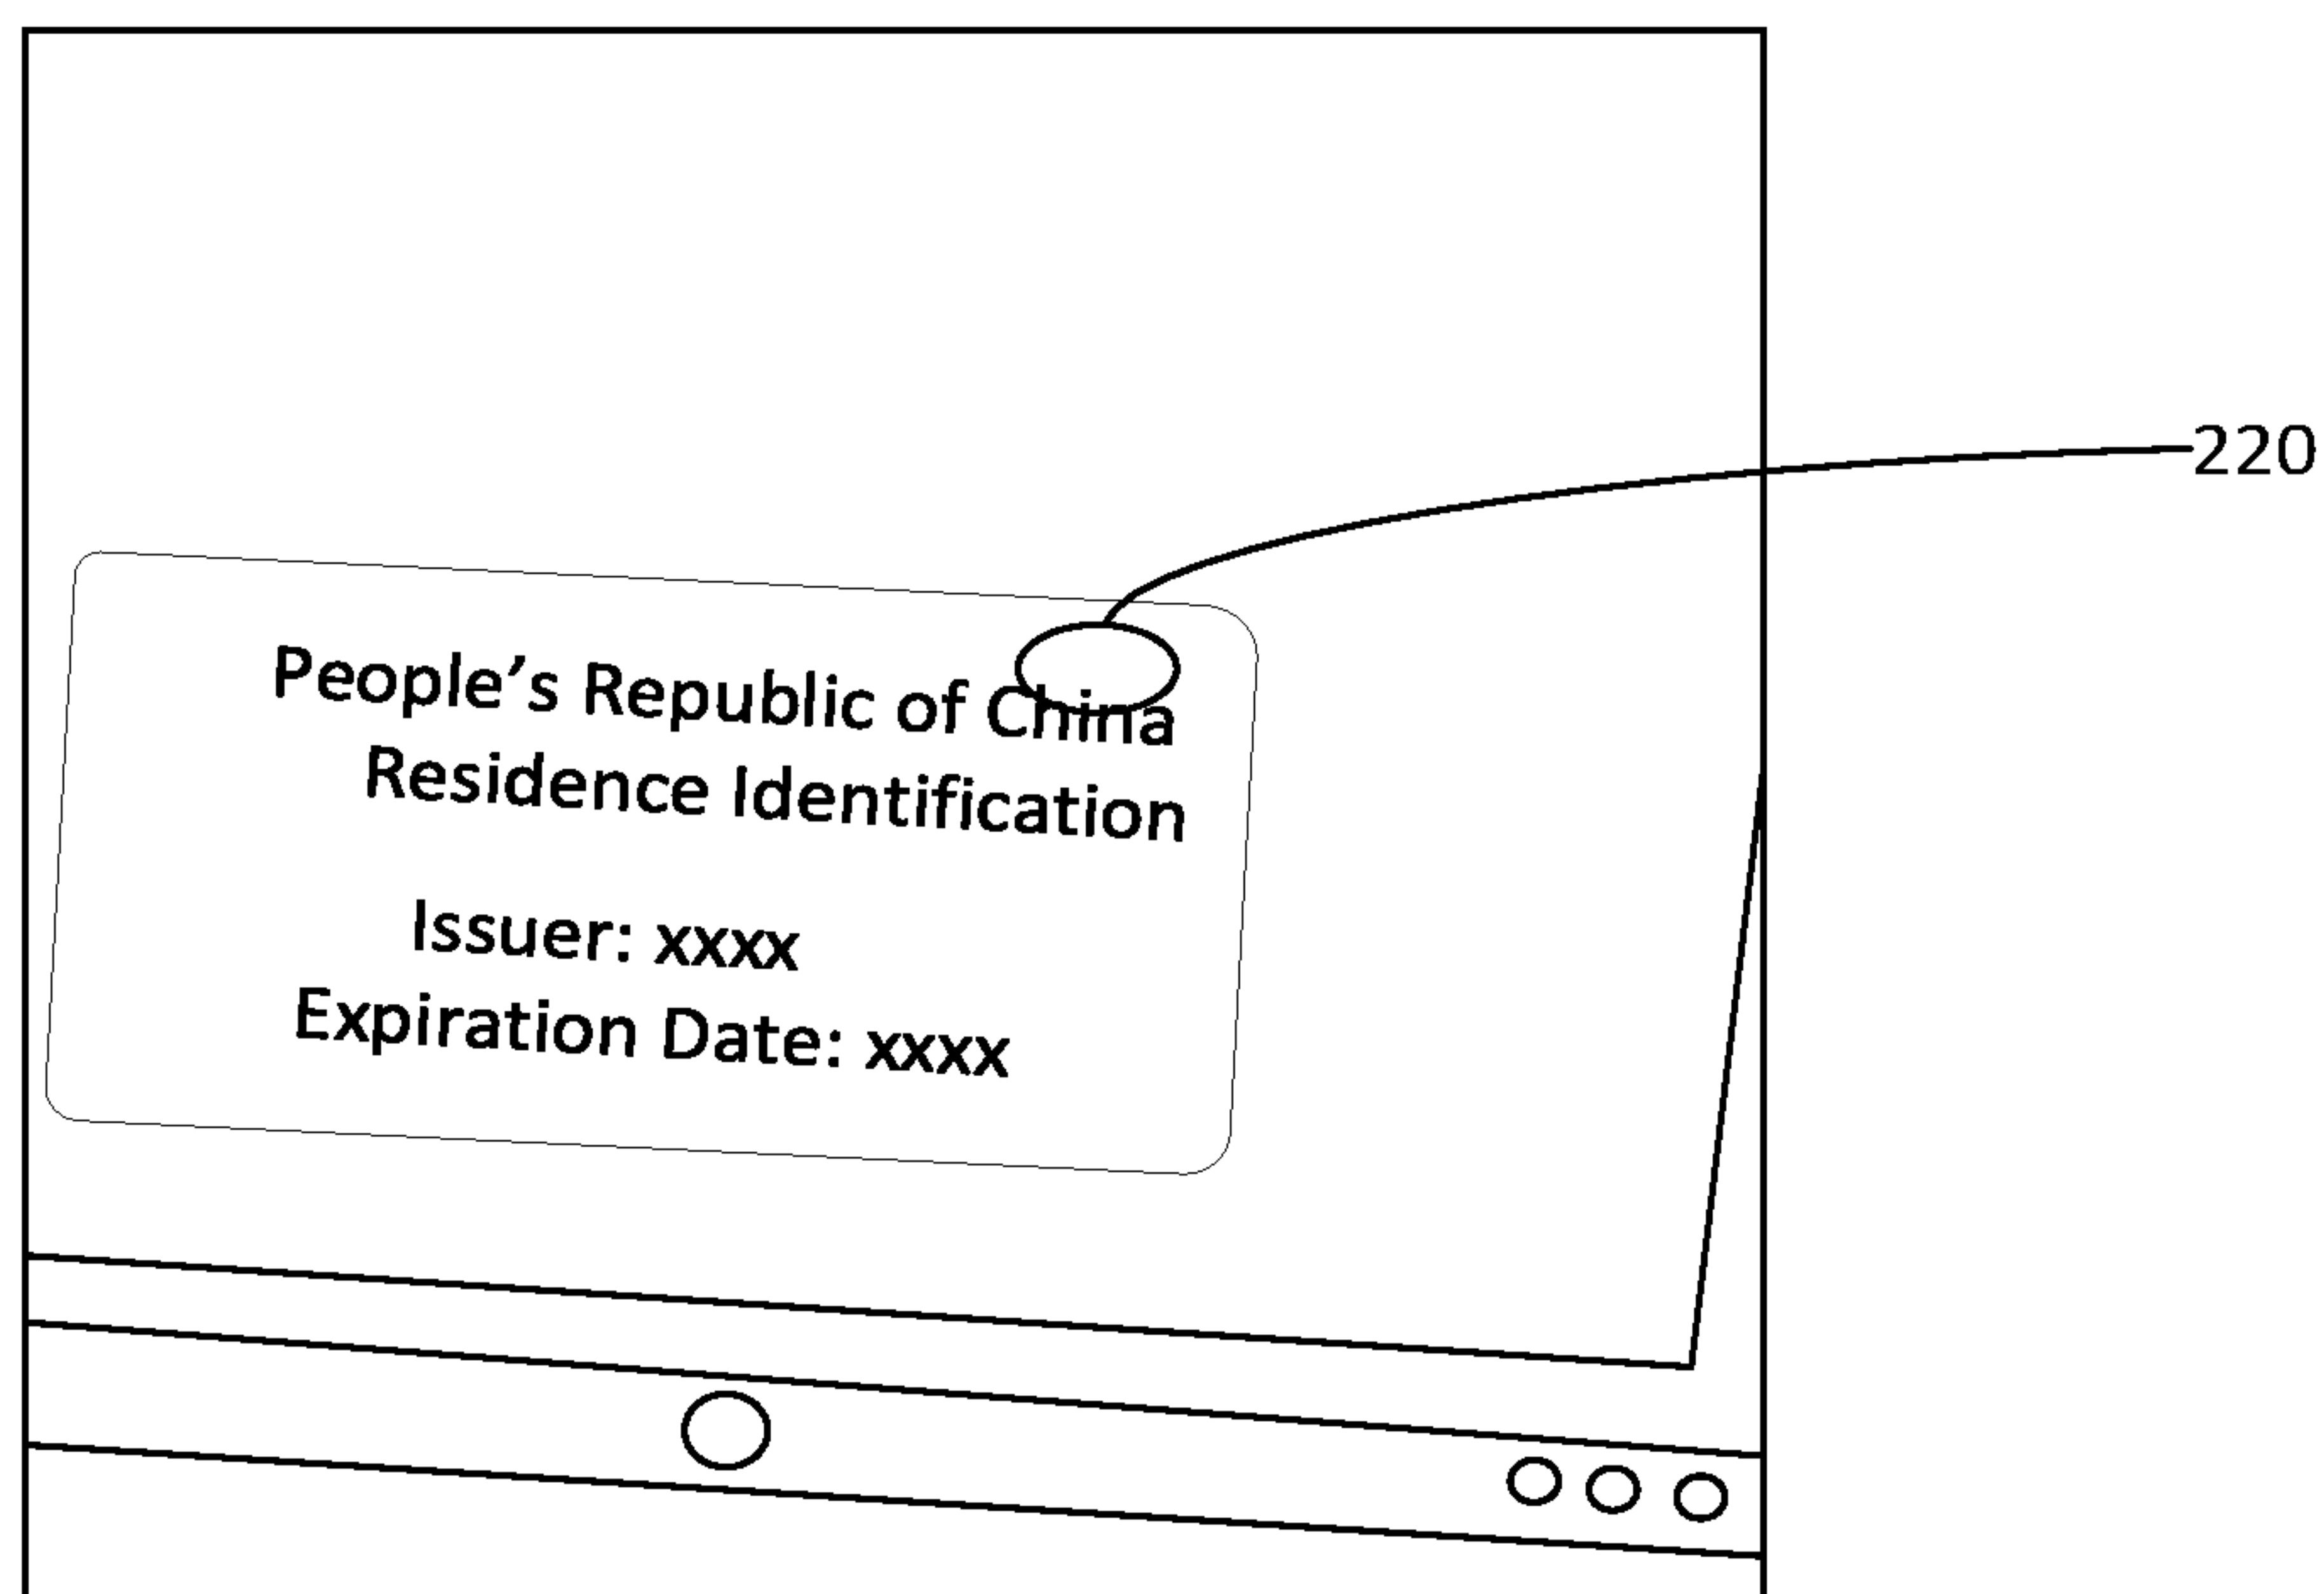 220
People's Republic of China
Residence Identification
Issuer: xxxx
Expiration Date: xxxx